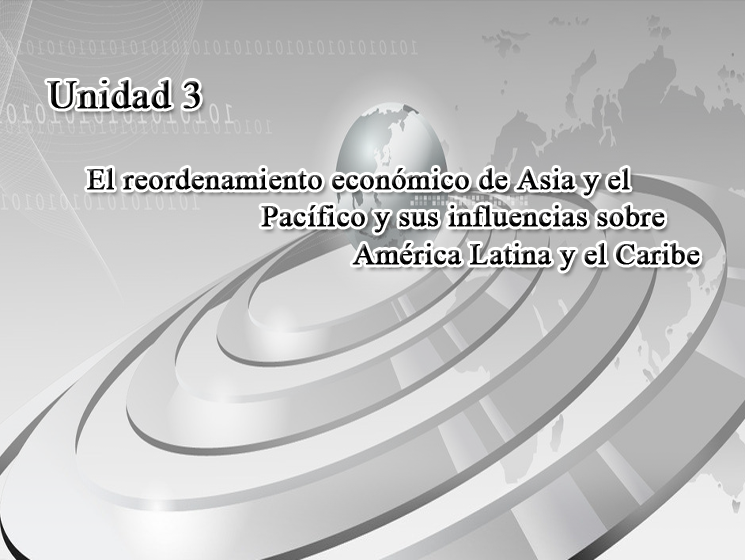 Unidad 3
El reordenamiento económico de Asia y el
Pacífico y sus influencias sobre
América Latina y el Caribe